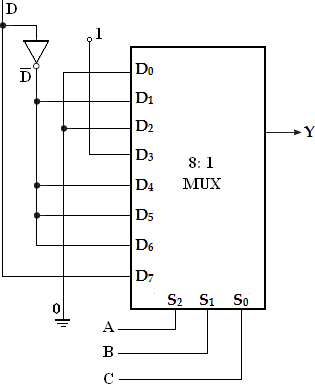 D
1
D̅
D₀
D₁
D₂
D₃
D₄
D₅
D₆
D₇
8: 1
MUX
Y
S₂ S₁ S₀
0
A
B
C